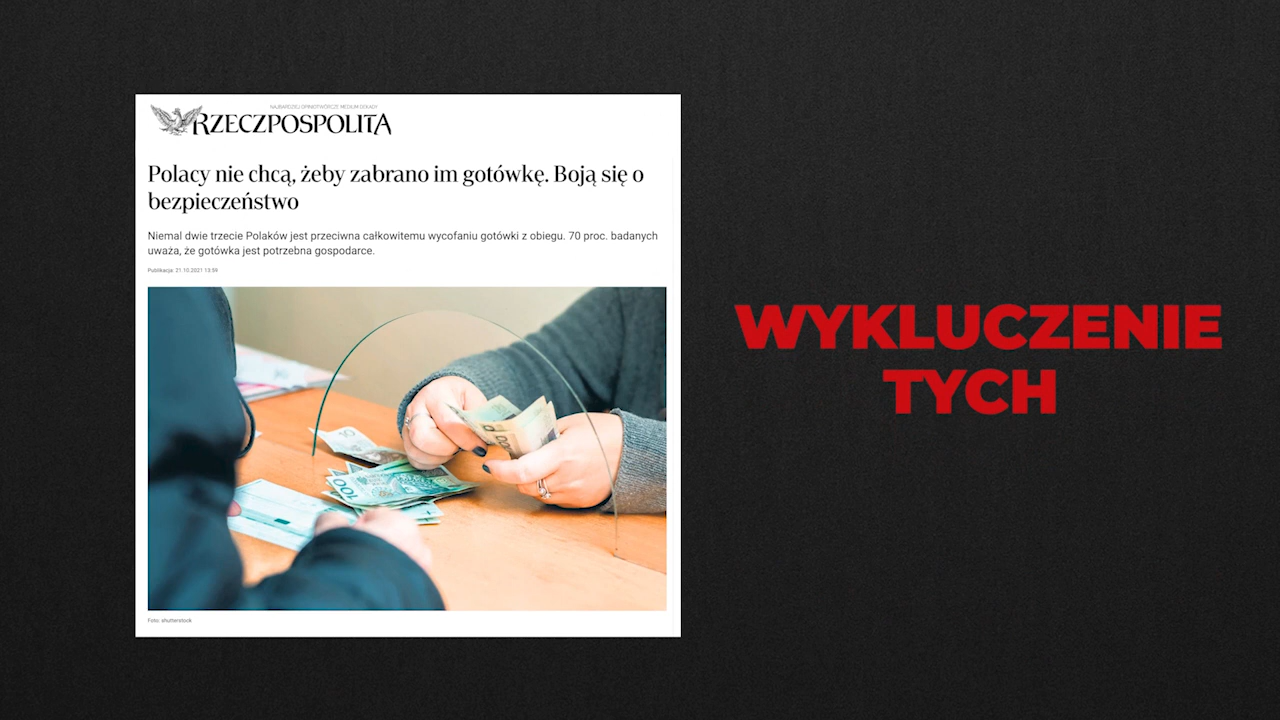 NAJBARDZIEJ OPINIOTWÓRCZE MEDIUM DEKADY
RZECZPOSPOLITA
Polacy nie chcą, żeby zabrano im gotówkę. Boją się o
bezpieczeństwo
Niemal dwie trzecie Polaków jest przeciwna całkowitemu wycofaniu gotówki z obiegu. 70 proc. badanych
uważa, że gotówka jest potrzebna gospodarce.
Publikacja: 21.10.2021 13:59
100
Foto: shutterstock
WYKLUCZENIE
TYCH